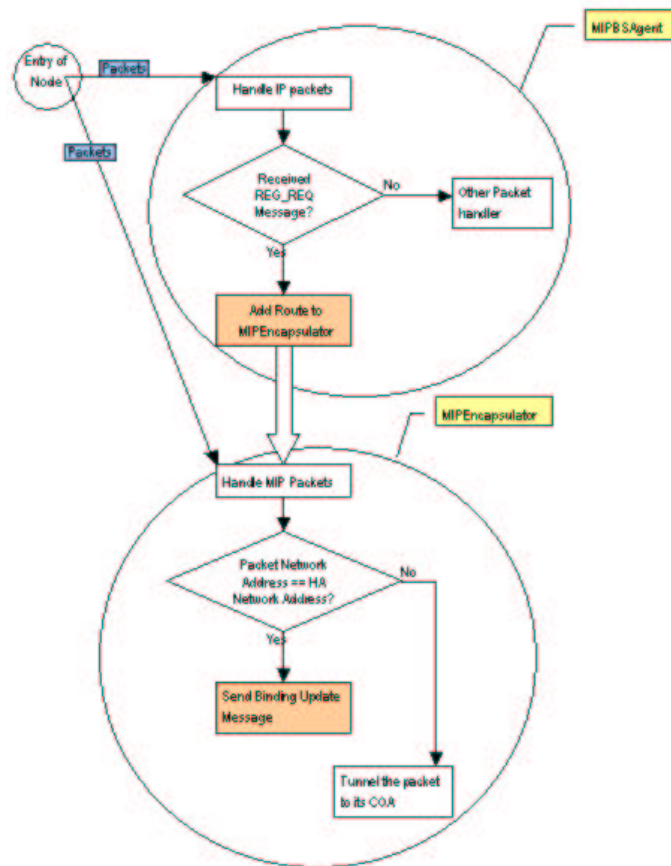 MIPBSAgent
Entry of
Node
Packets
Handle IP packets
Packets
Received
REG_REQ
Message?
No
Other Packet
handler
Yes
Add Route to
MIPEncapsulator
MIPEncapsulator
Handle MIP Packets
Packet Network
Address == HA
Network Address?
No
Yes
Send Binding Update
Message
Tunnel the packet
to its COA